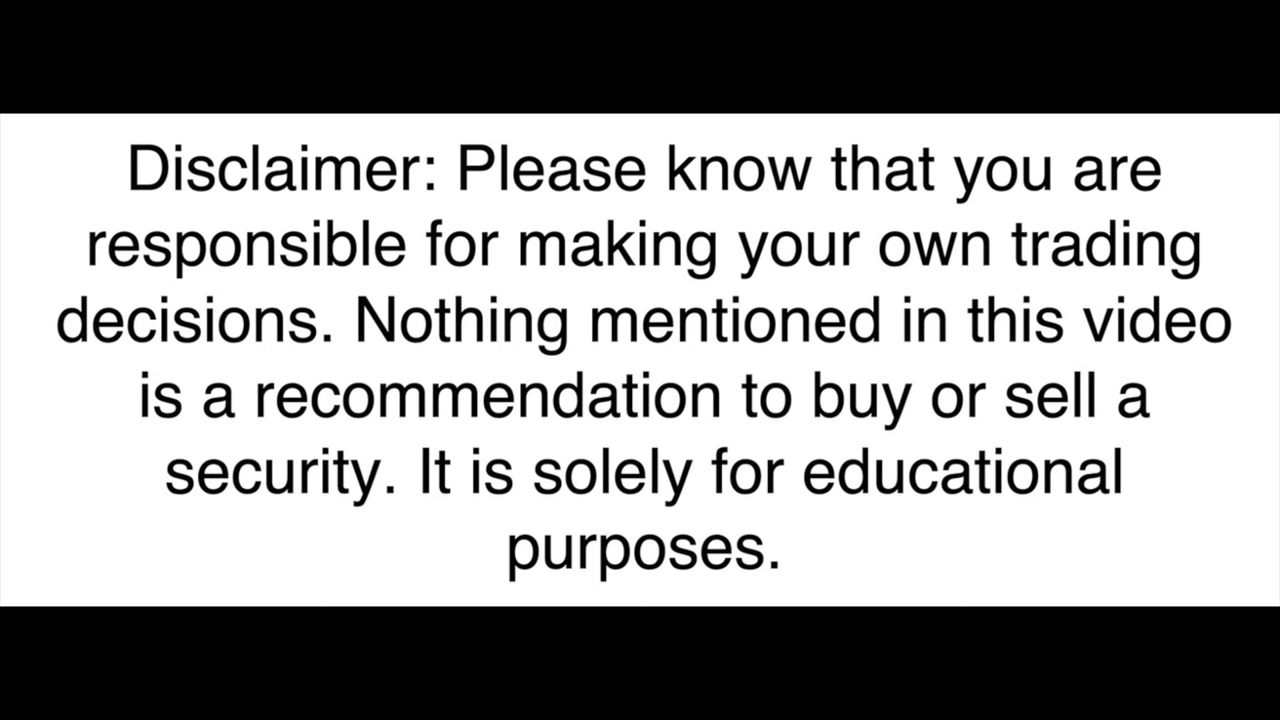 Disclaimer: Please know that you are
responsible for making your own trading
decisions. Nothing mentioned in this video
is a recommendation to buy or sell a
security. It is solely for educational
purposes.